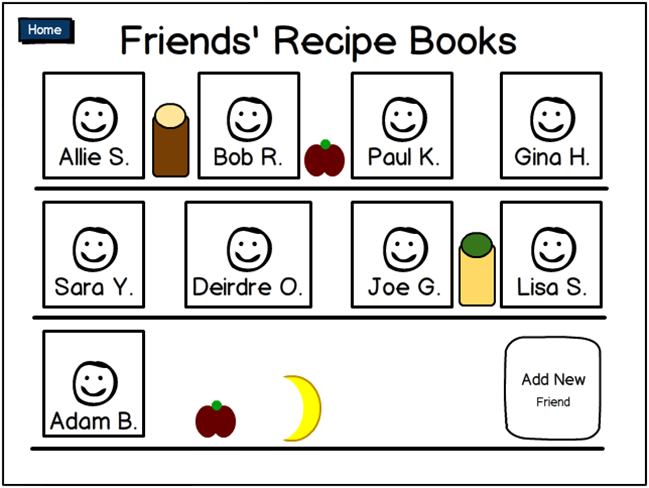 Home
Friends' Recipe Books
Allie S.
Bob R.
Paul K.
Gina H.
Sara Y.
Deirdre O.
Joe G.
Lisa S.
Adam B.
Add New
Friend